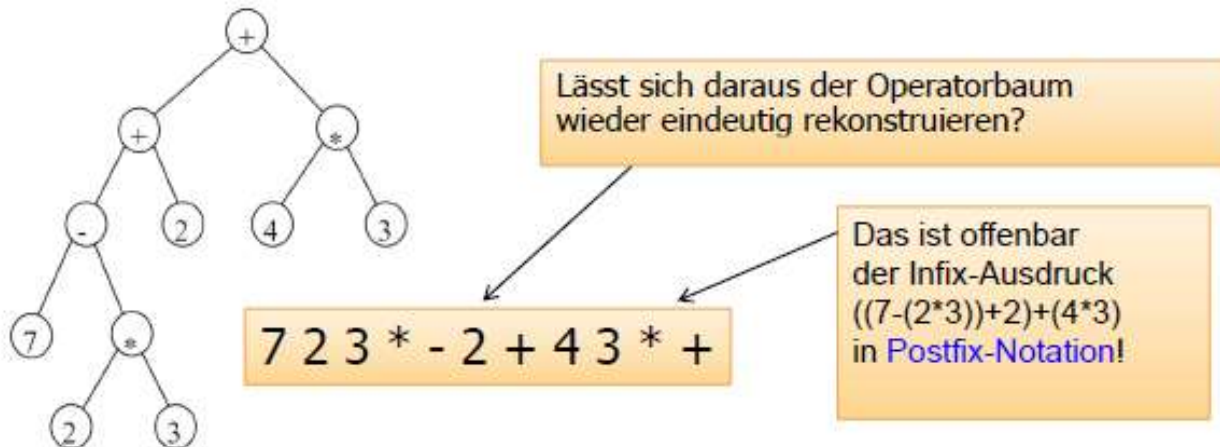 +
+ *
- 2 4 3
7 *
2 3
Lässt sich daraus der Operatorbaum
wieder eindeutig rekonstruieren?
7 2 3 * - 2 + 4 3 * +
Das ist offenbar
der Infix-Ausdruck
((7-(2*3))+2)+(4*3)
in Postfix-Notation!